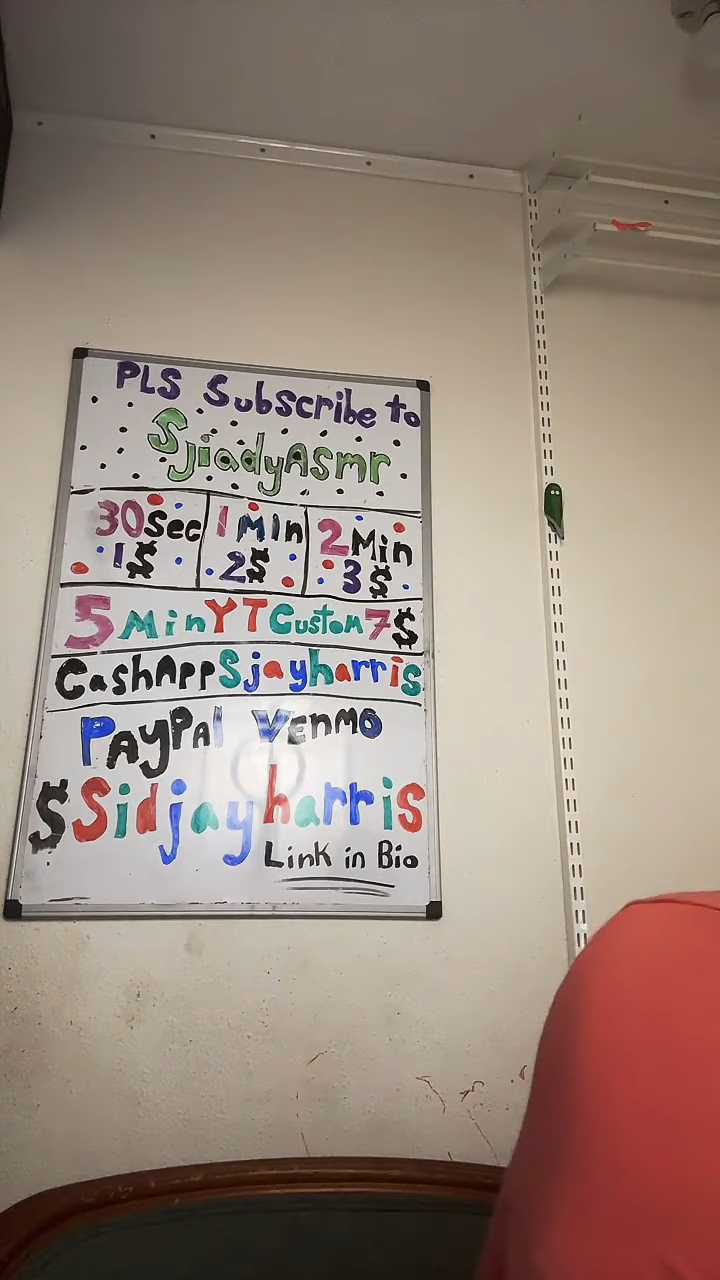 PLS Subscribe to
SjiadyAsmr
30Sec 1Min 2Min
1$ 2$ 3$
5MinYTCustom7$
CashAppSjayharris
PayPal Venmo
$Sidjayharris
Link in Bio